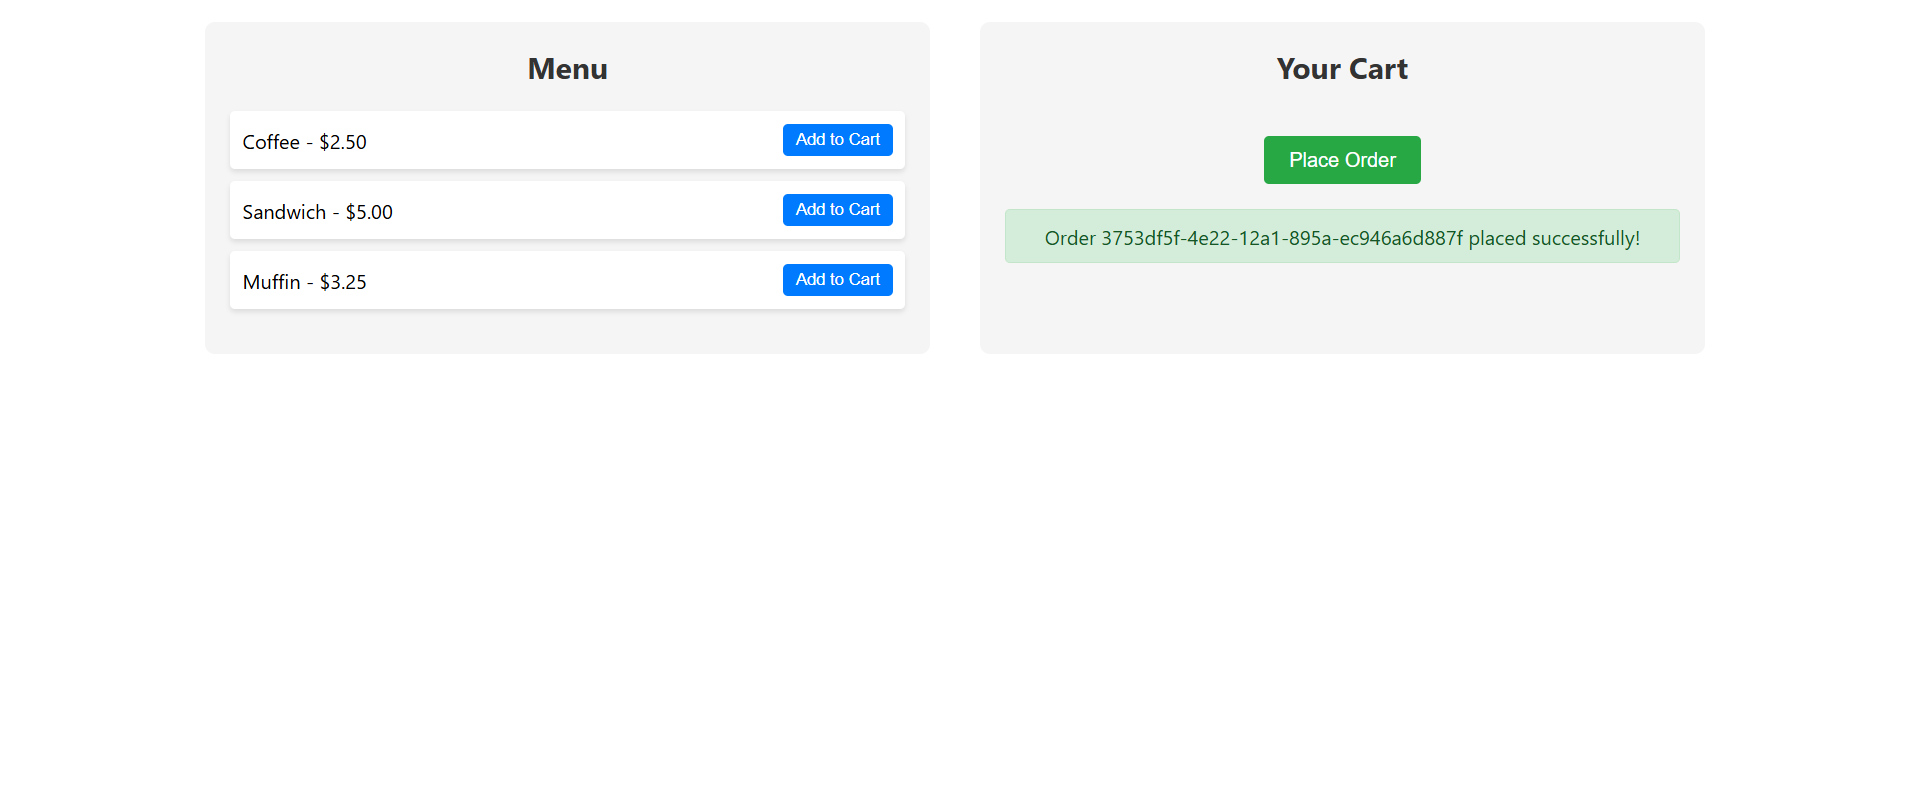 Menu
Coffee - $2.50
Add to Cart
Sandwich - $5.00
Add to Cart
Muffin - $3.25
Add to Cart
Your Cart
Place Order
Order 3753df5f-4e22-12a1-895a-ec946a6d887f placed successfully!